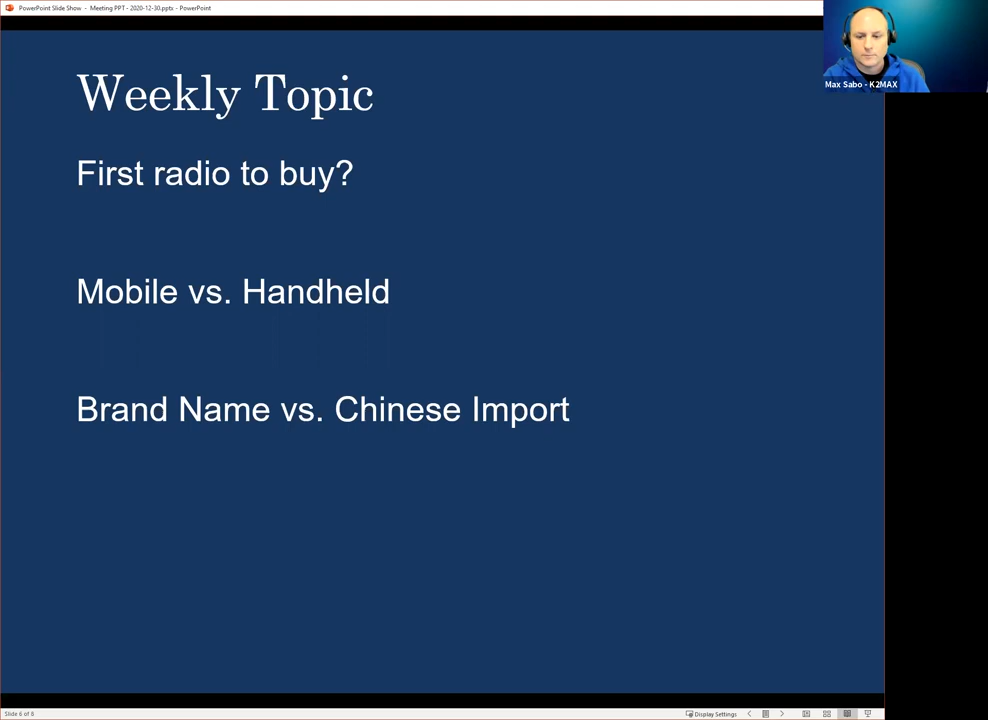 PowerPoint Slide Show - Meeting PPT - 2020-12-30.pptx - PowerPoint
Max Sabo - K2MAX
Weekly Topic
First radio to buy?
Mobile vs. Handheld
Brand Name vs. Chinese Import
Slide 6 of 8
Display Settings